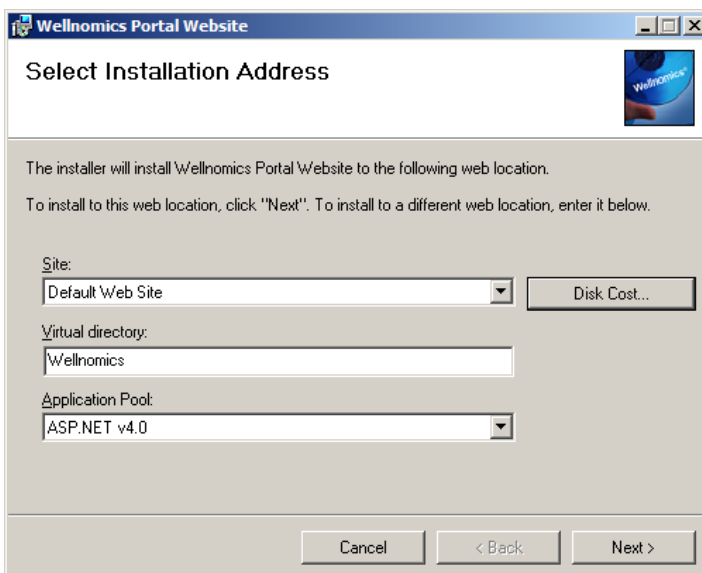 Wellnomics Portal Website
Select Installation Address
Wellnomics®
The installer will install Wellnomics Portal Website to the following web location.
To install to this web location, click "Next". To install to a different web location, enter it below.
Site:
Default Web Site
Disk Cost...
Virtual directory:
Wellnomics
Application Pool:
ASP.NET v4.0
Cancel
< Back
Next >